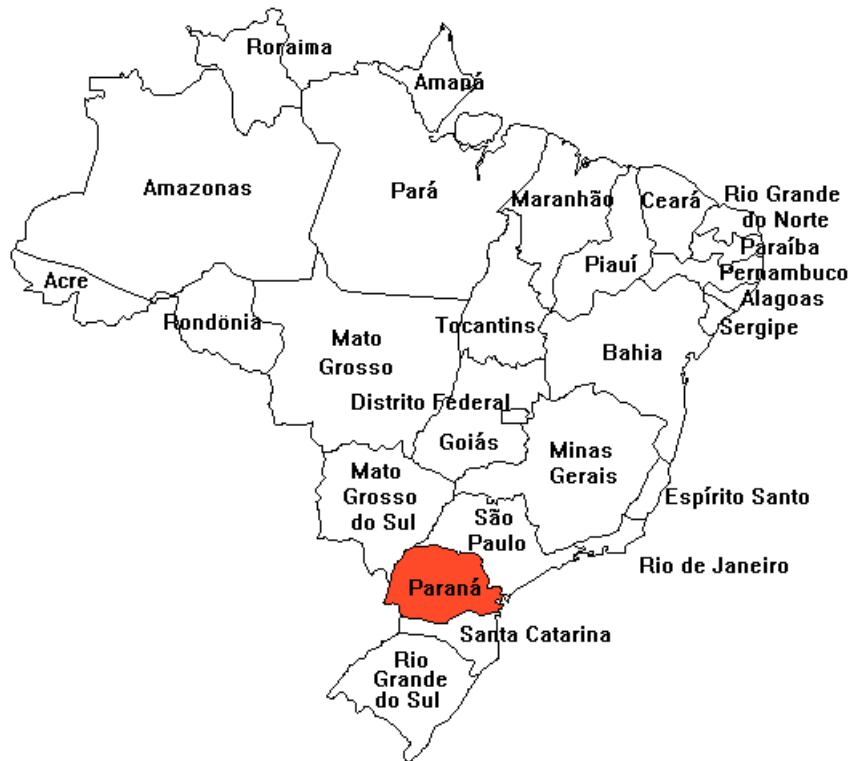 Roraima
Amapá
Amazonas
Pará
Maranhão
Ceará
Rio Grande
do Norte
Paraíba
Piauí
Pernambuco
Acre
Alagoas
Rondönia
Tocantins
Sergipe
Mato
Grosso
Bahia
Distrito Federal
Goiás
Minas
Gerais
Mato
Grosso
do Sul
Espírito Santo
São
Paulo
Rio de Janeiro
Paraná
Santa Catarina
Rio
Grande
do Sul